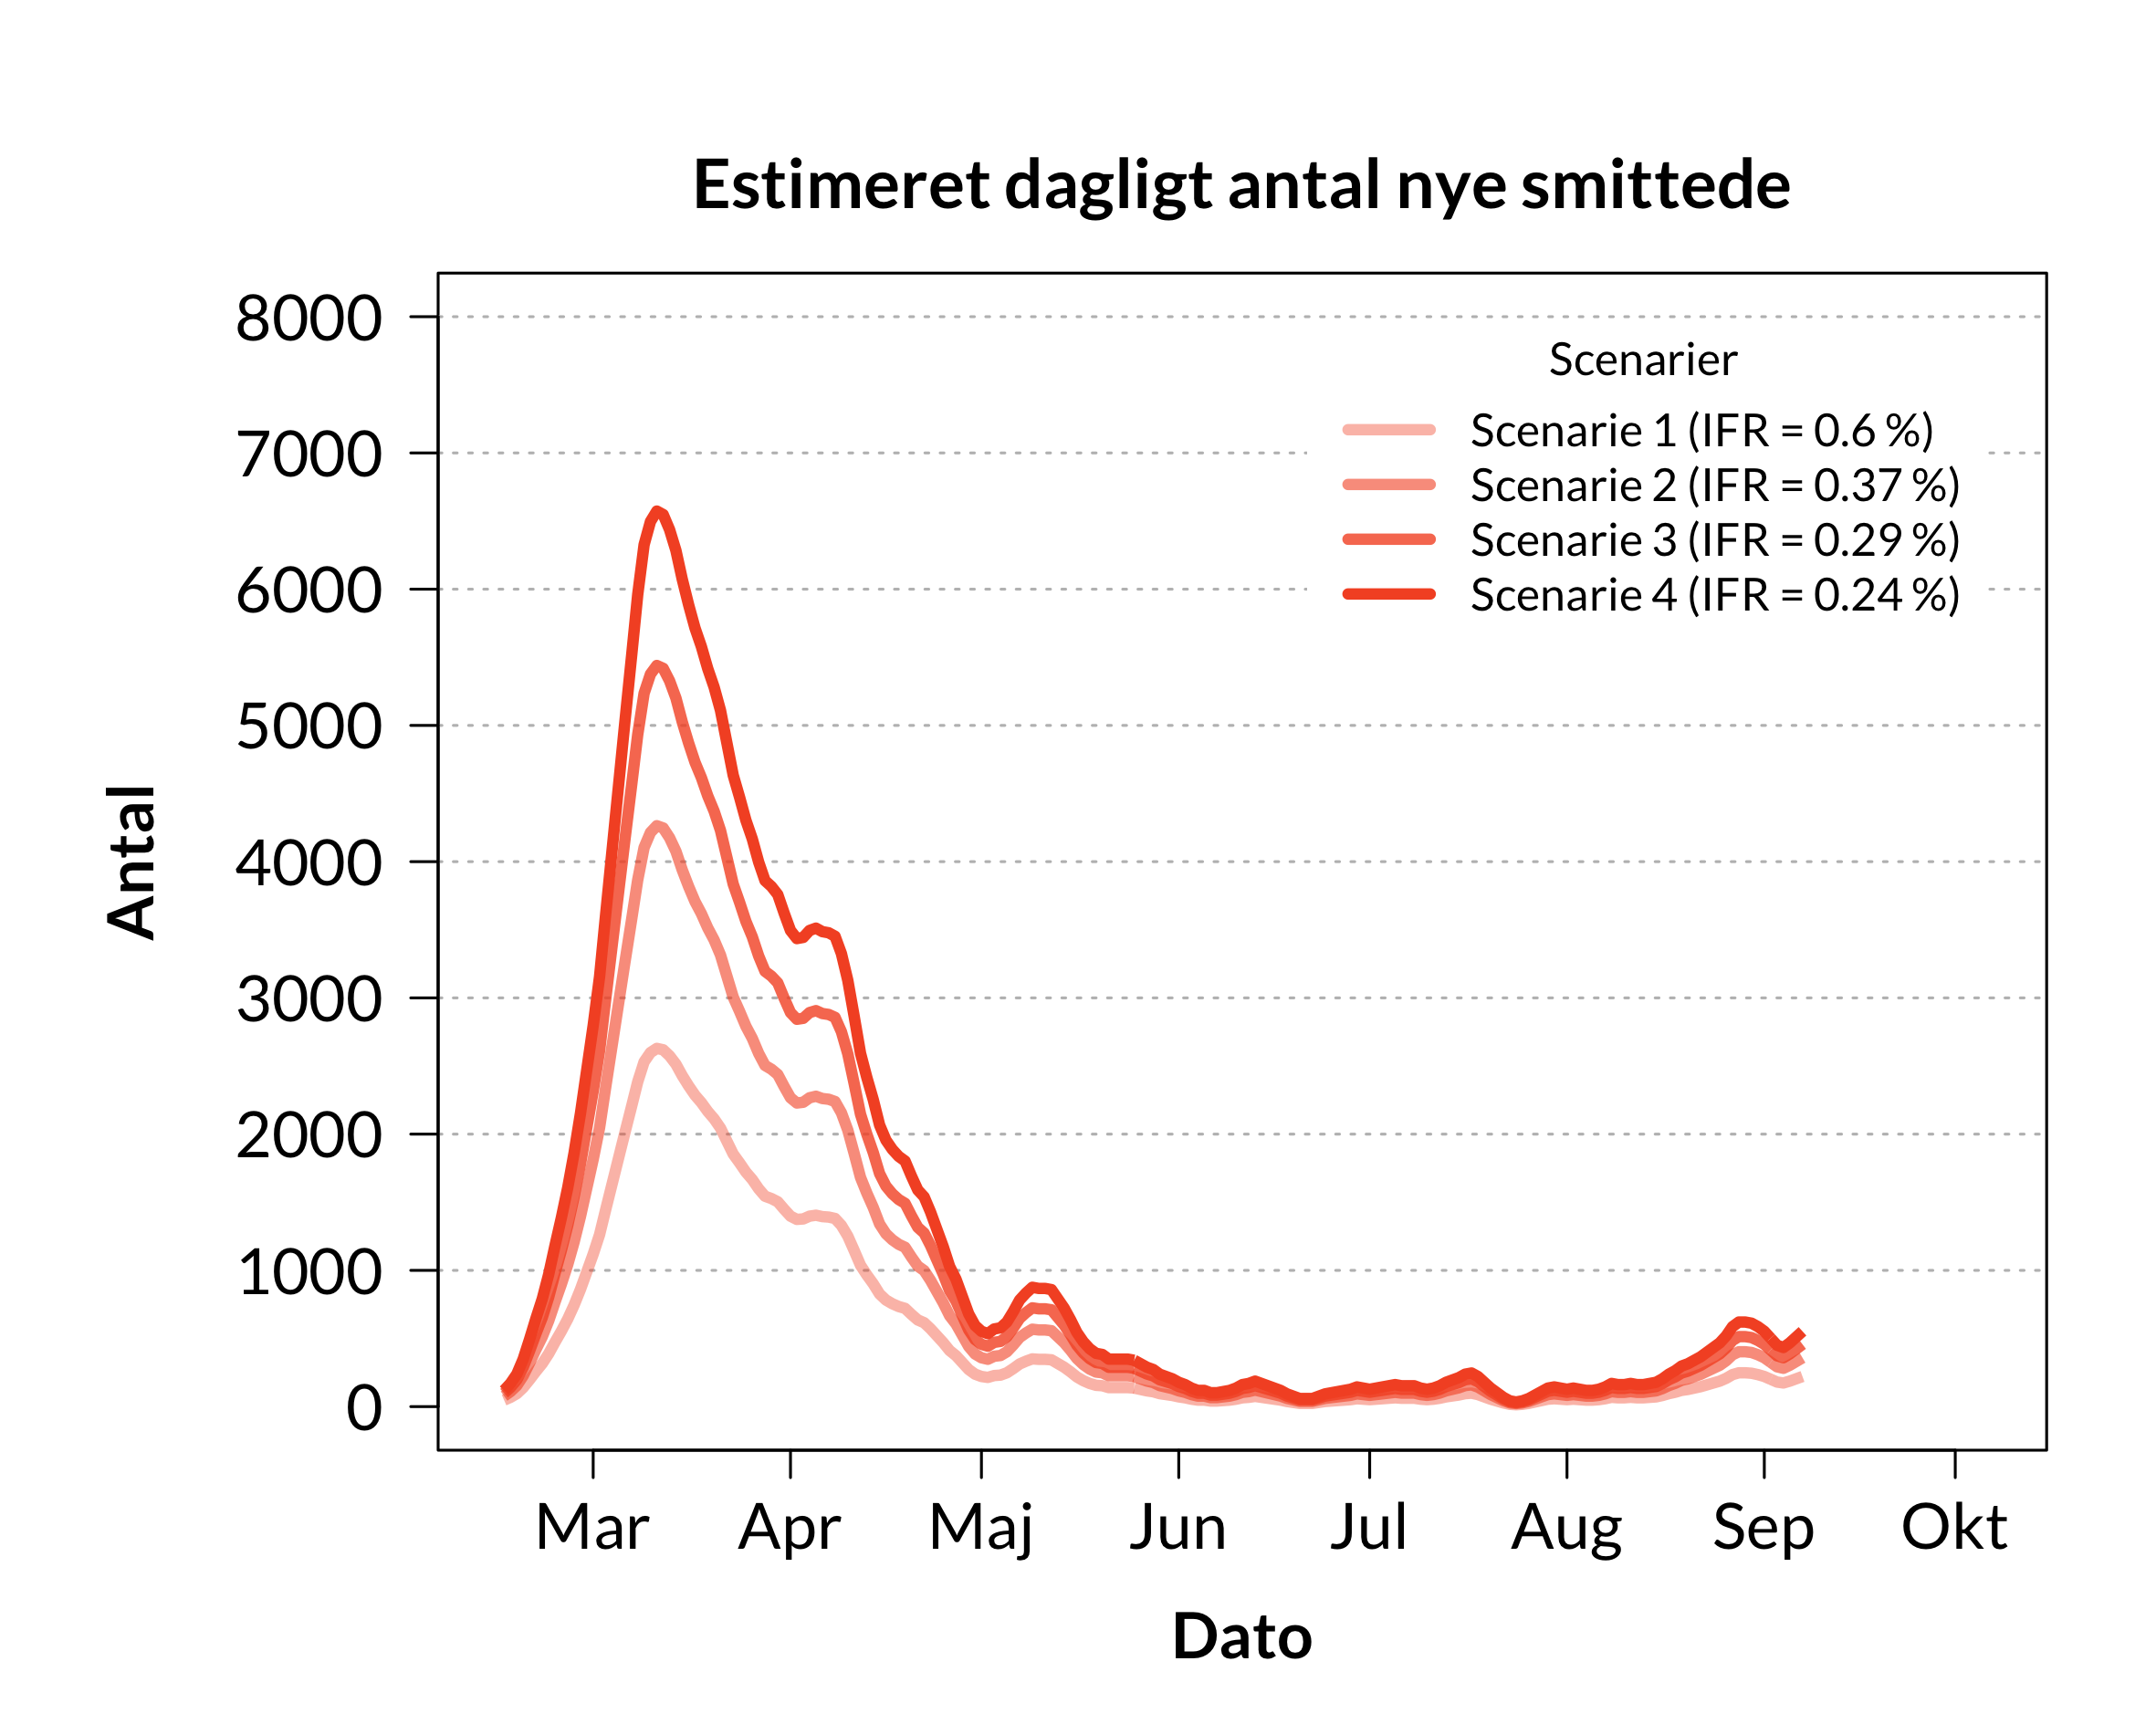 Estimeret dagligt antal nye smittede
Antal
8000
7000
6000
5000
4000
3000
2000
1000
0
Scenarier
Scenarie 1 (IFR = 0.6 %)
Scenarie 2 (IFR = 0.37 %)
Scenarie 3 (IFR = 0.29 %)
Scenarie 4 (IFR = 0.24 %)
Mar Apr Maj Jun Jul Aug Sep Okt
Dato